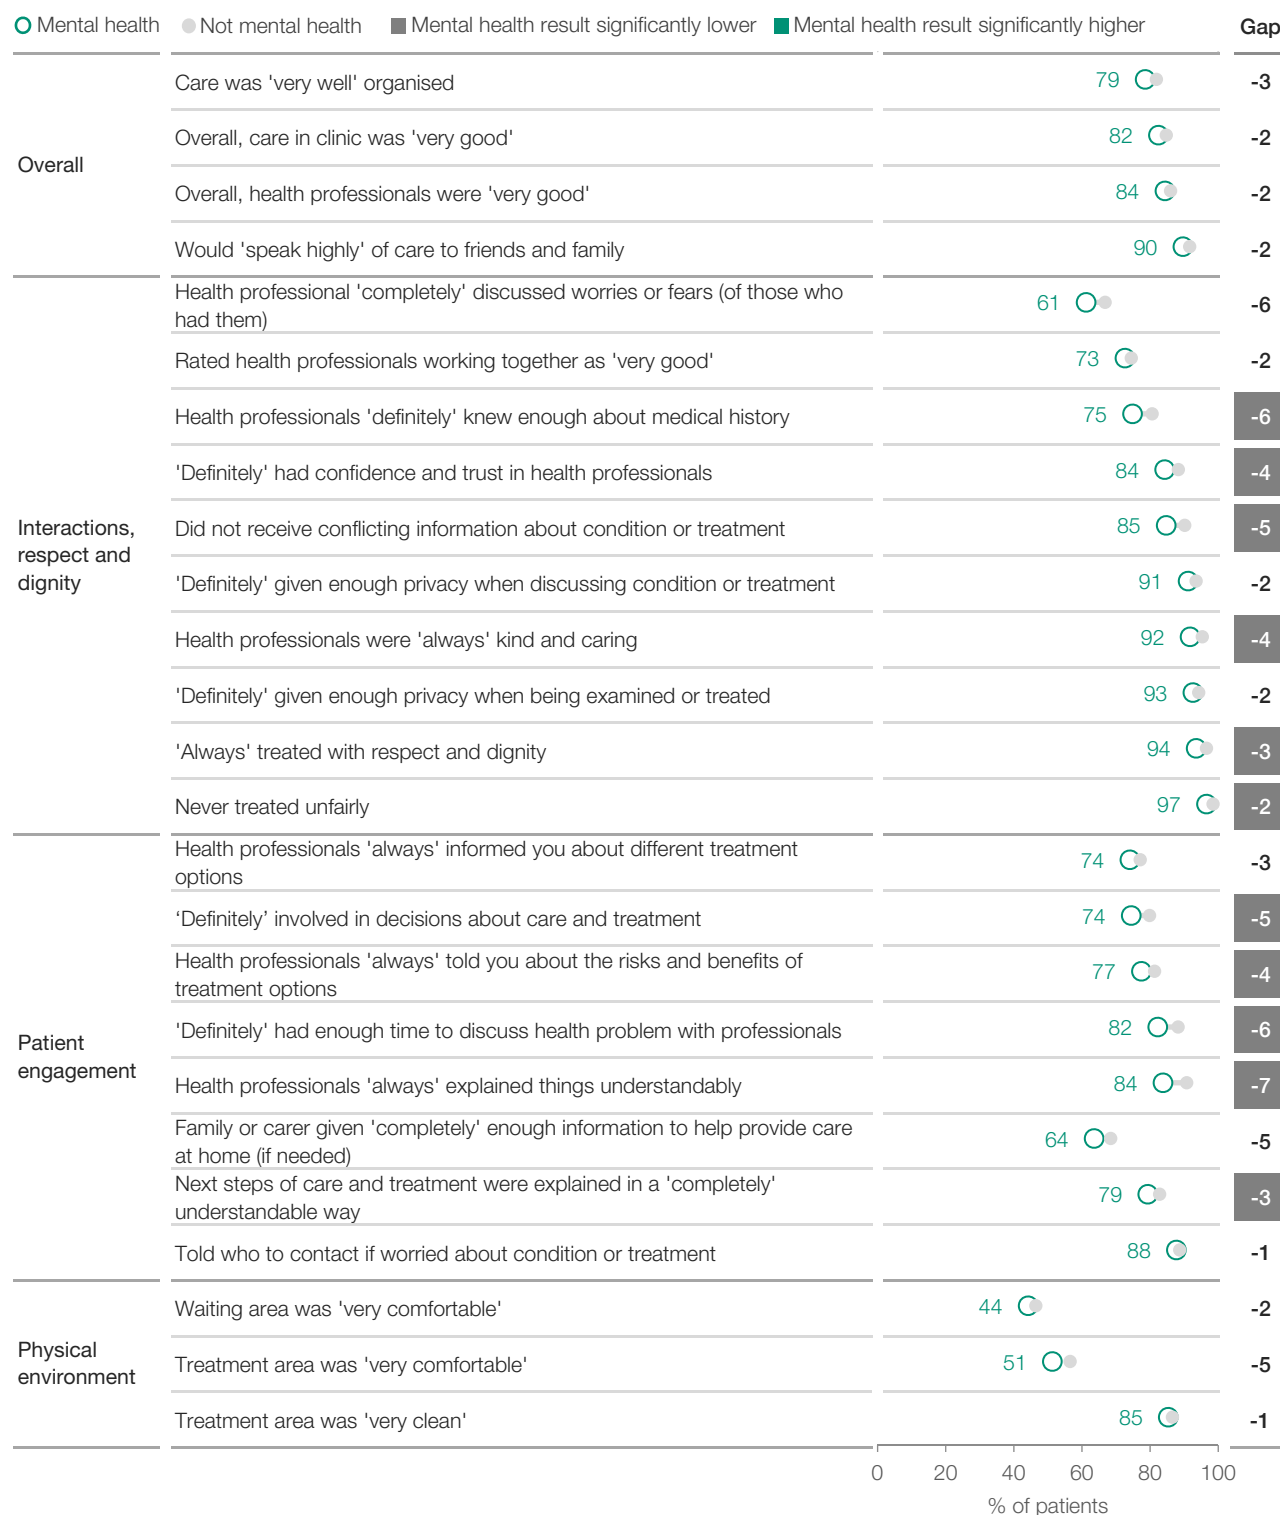 Mental health Not mental health Mental health result significantly lower Mental health result significantly higher Gap
Overall
Care was 'very well' organised 79 -3
Overall, care in clinic was 'very good' 82 -2
Overall, health professionals were 'very good' 84 -2
Would 'speak highly' of care to friends and family 90 -2
Interactions,
respect and
dignity
Health professional 'completely' discussed worries or fears (of those who
had them) 61 -6
Rated health professionals working together as 'very good' 73 -2
Health professionals 'definitely' knew enough about medical history 75 -6
'Definitely' had confidence and trust in health professionals 84 -4
Did not receive conflicting information about condition or treatment 85 -5
'Definitely' given enough privacy when discussing condition or treatment 91 -2
Health professionals were 'always' kind and caring 92 -4
'Definitely' given enough privacy when being examined or treated 93 -2
'Always' treated with respect and dignity 94 -3
Never treated unfairly 97 -2
Patient
engagement
Health professionals 'always' informed you about different treatment
options 74 -3
‘Definitely’ involved in decisions about care and treatment 74 -5
Health professionals 'always' told you about the risks and benefits of
treatment options 77 -4
'Definitely' had enough time to discuss health problem with professionals 82 -6
Health professionals 'always' explained things understandably 84 -7
Family or carer given 'completely' enough information to help provide care
at home (if needed) 64 -5
Next steps of care and treatment were explained in a 'completely'
understandable way 79 -3
Told who to contact if worried about condition or treatment 88 -1
Physical
environment
Waiting area was 'very comfortable' 44 -2
Treatment area was 'very comfortable' 51 -5
Treatment area was 'very clean' 85 -1
0 20 40 60 80 100
% of patients